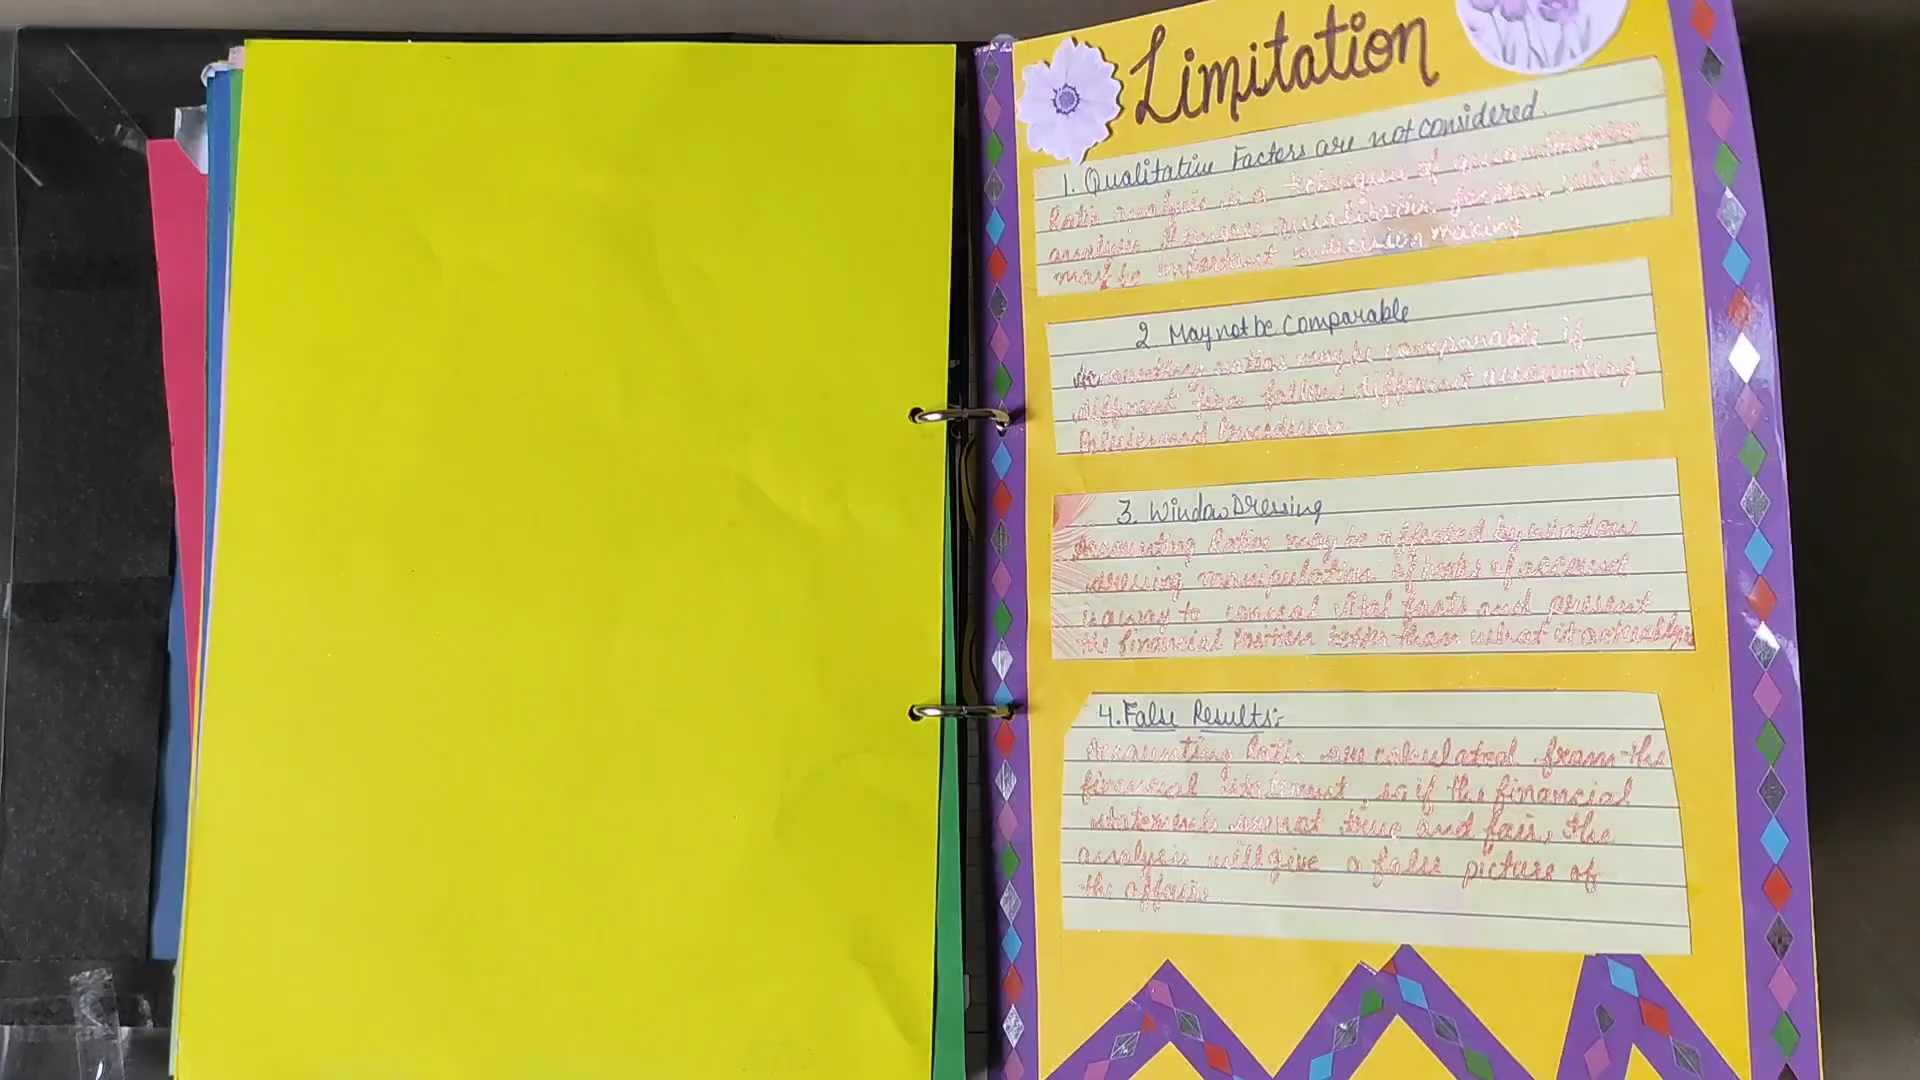 Limitation
1. Qualitative Factors are not considered.
Ratio analysis is a technique of quantitative
analysis. It ignores qualitative factors, which
may be important in decision making
2 May not be Comparable
Accounting ratios may be comparable if
different firm follow different accounting
Policies and Procedures
3. Window Dressing
Accounting Ratios may be affected by window
dressing manipulation of books of account
is a way to conceal vital facts and present
the financial position better than what it actually is
4. False Results:-
Accounting Ratio are calculated from the
financial statement, so if the financial
statements are not true and fair, the
analysis will give a false picture of
the affairs